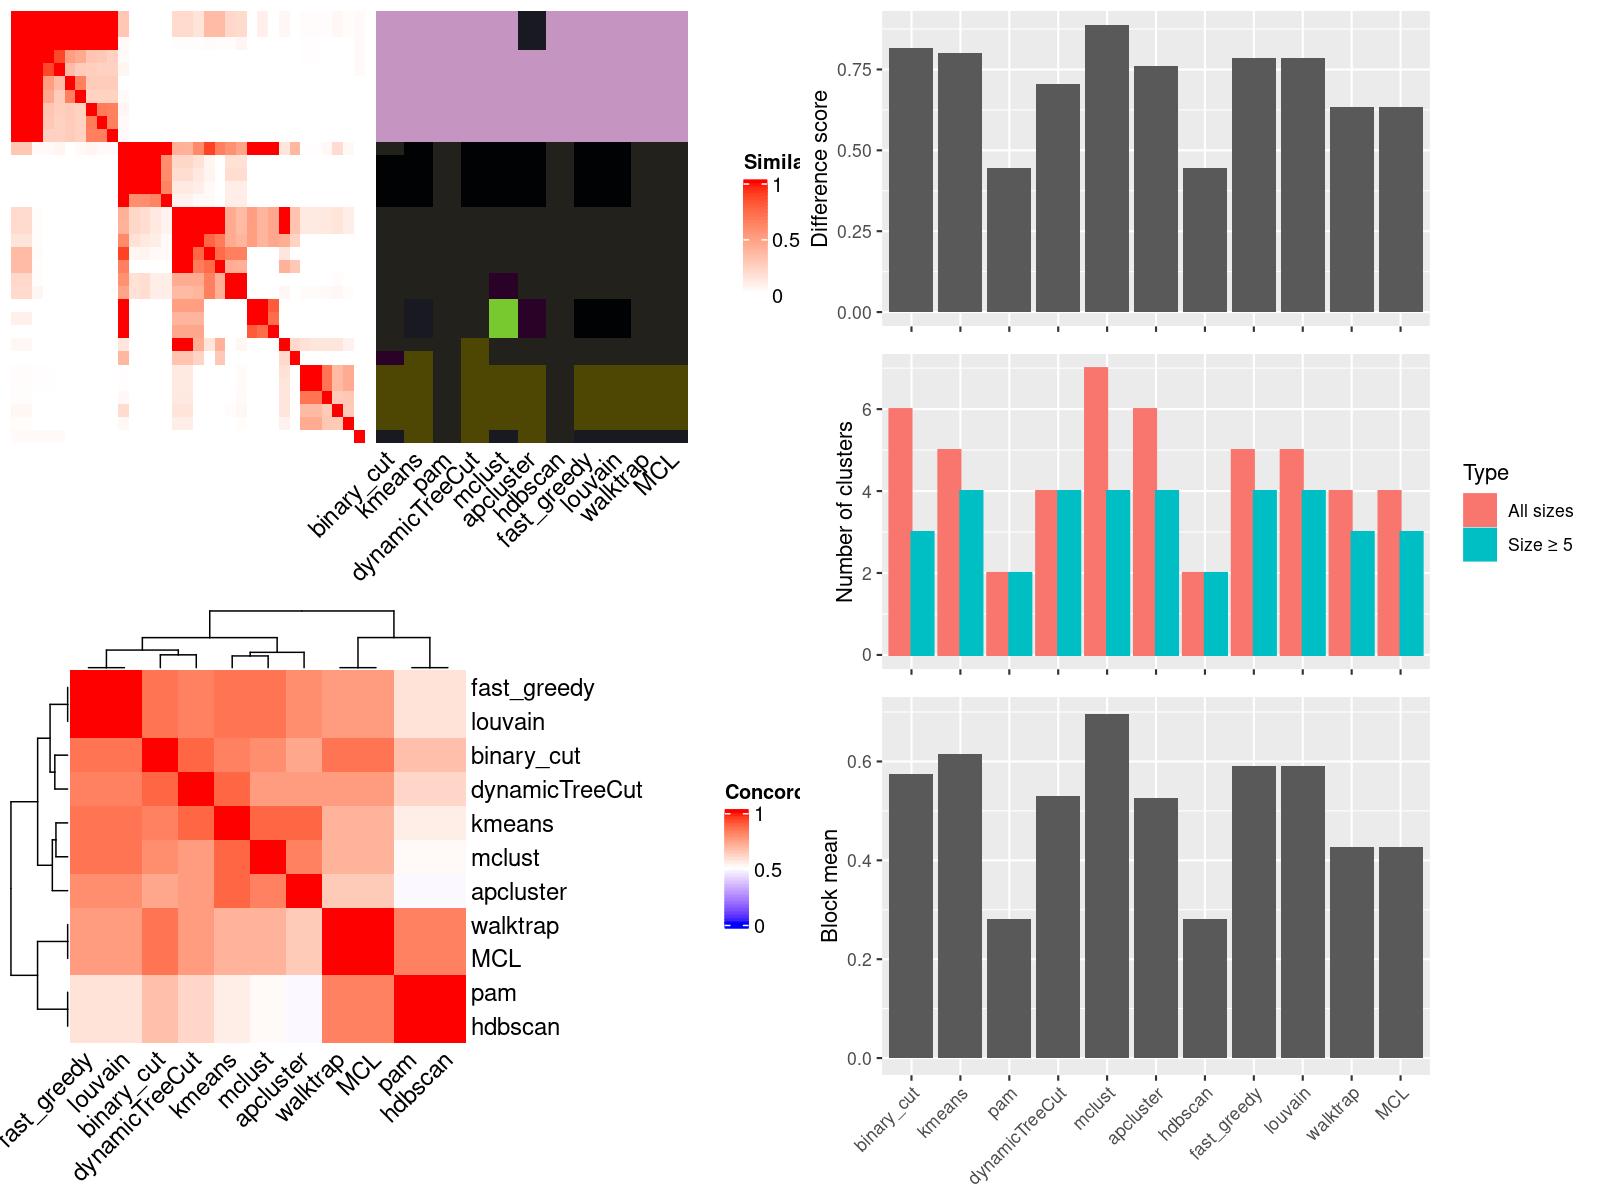 Simila
1
0.5
0
binary_cut
kmeans
pam
dynamicTreeCut
mclust
apcluster
hdbscan
fast_greedy
louvain
walktrap
MCL
fast_greedy
louvain
binary_cut
dynamicTreeCut
kmeans
mclust
apcluster
walktrap
MCL
pam
hdbscan
Concord
1
0.5
0
fast_greedy
louvain
binary_cut
dynamicTreeCut
kmeans
mclust
apcluster
walktrap
MCL
pam
hdbscan
Difference score
0.75
0.50
0.25
0.00
Number of clusters
6
4
2
0
Type
All sizes
Size ≥ 5
Block mean
0.6
0.4
0.2
0.0
binary_cut
kmeans
pam
dynamicTreeCut
mclust
apcluster
hdbscan
fast_greedy
louvain
walktrap
MCL